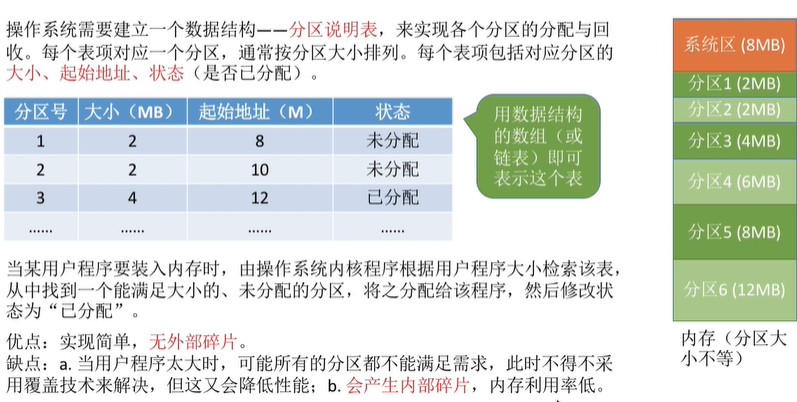 操作系统需要建立一个数据结构——分区说明表，来实现各个分区的分配与回
收。每个表项对应一个分区，通常按分区大小排列。每个表项包括对应分区的
大小、起始地址、状态（是否已分配）。
分区号 大小（MB） 起始地址（M） 状态
1 2 8 未分配
2 2 10 未分配
3 4 12 已分配
…… …… …… ……
用数据结构
的数组（或
链表）即可
表示这个表
当某用户程序要装入内存时，由操作系统内核程序根据用户程序大小检索该表，
从中找到一个能满足大小的、未分配的分区，将之分配给该程序，然后修改状
态为“已分配”。
优点：实现简单，无外部碎片。
缺点：a. 当用户程序太大时，可能所有的分区都不能满足需求，此时不得不采
用覆盖技术来解决，但这又会降低性能；b. 会产生内部碎片，内存利用率低。
系统区 (8MB)
分区1 (2MB)
分区2 (2MB)
分区3 (4MB)
分区4 (6MB)
分区5 (8MB)
分区6 (12MB)
内存（分区大
小不等）